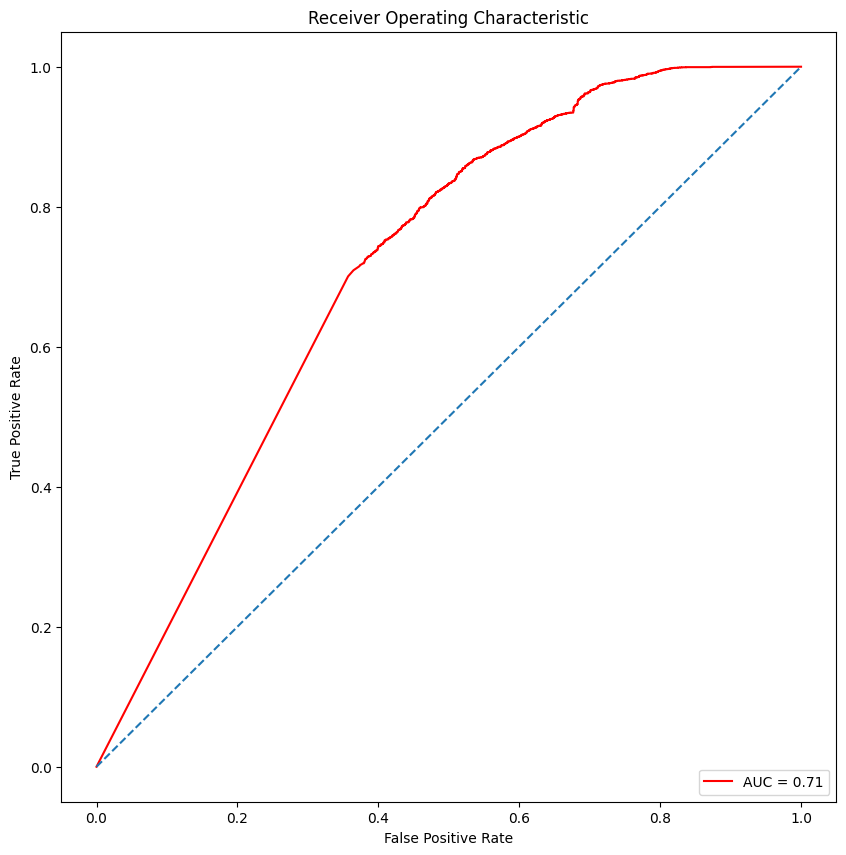 Receiver Operating Characteristic
True Positive Rate
1.0
0.8
0.6
0.4
0.2
0.0
AUC = 0.71
0.0 0.2 0.4 0.6 0.8 1.0
False Positive Rate